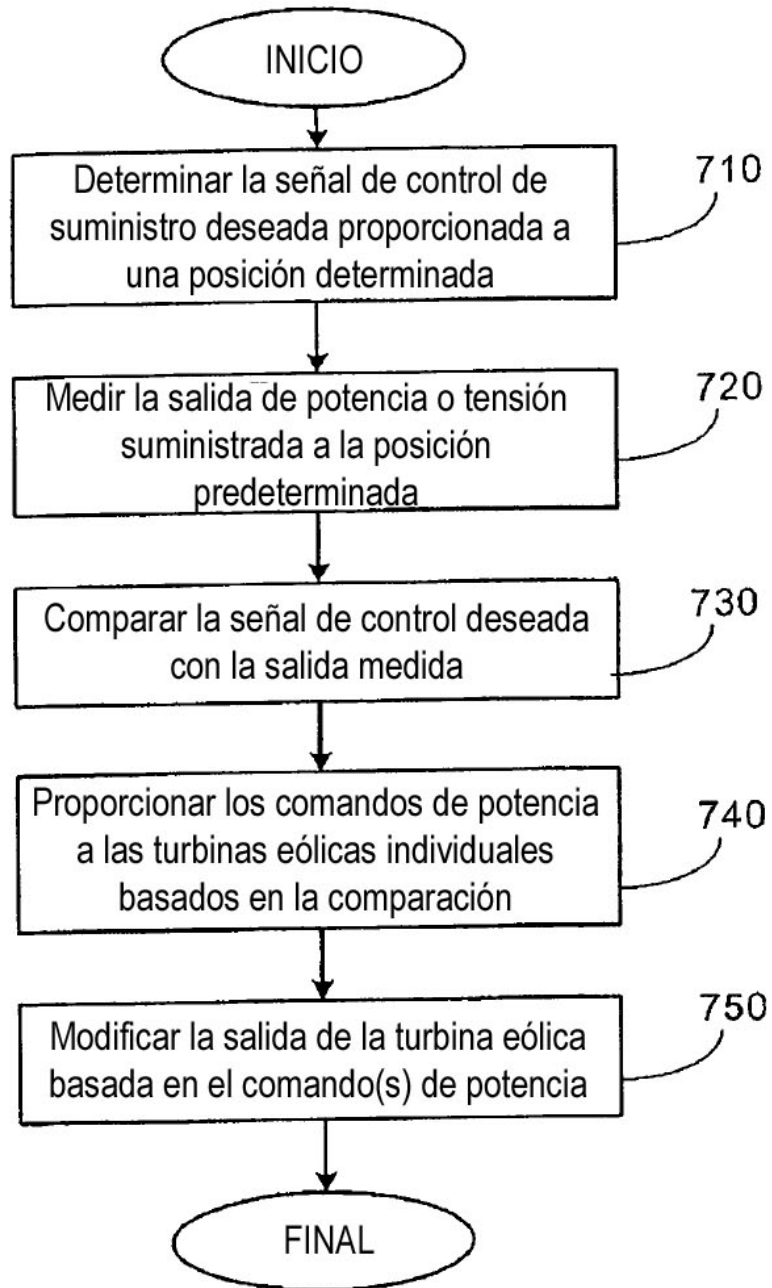 INICIO
Determinar la señal de control de
suministro deseada proporcionada a
una posición determinada
710
Medir la salida de potencia o tensión
suministrada a la posición
predeterminada
720
Comparar la señal de control deseada
con la salida medida
730
Proporcionar los comandos de potencia
a las turbinas eólicas individuales
basados en la comparación
740
Modificar la salida de la turbina eólica
basada en el comando(s) de potencia
750
FINAL